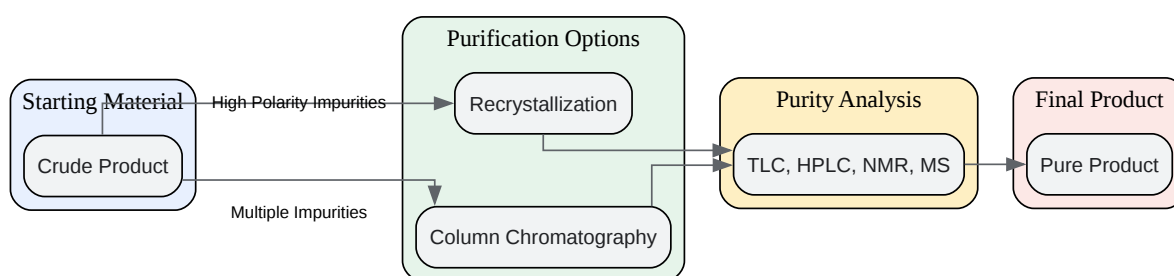 Starting Material
Crude Product
High Polarity Impurities
Multiple Impurities
Purification Options
Recrystallization
Column Chromatography
Purity Analysis
TLC, HPLC, NMR, MS
Final Product
Pure Product